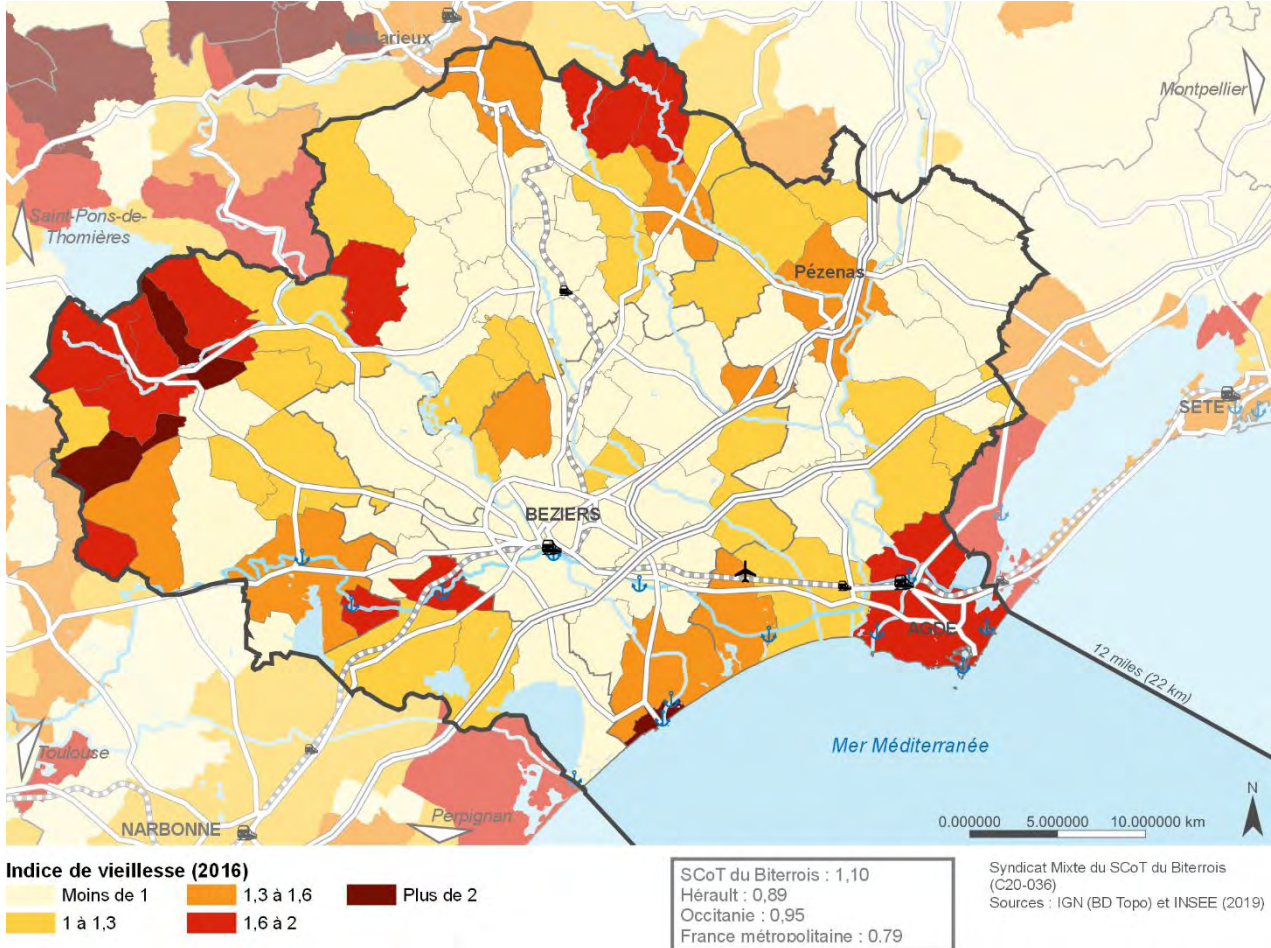 Bédarieux
Montpellier
Saint-Pons-de-
Thomières
Pézenas
SETE
BEZIERS
AGDE
12 miles (22 km)
Toulouse
Mer Méditerranée
Perpignan
NARBONNE
N
0.000000 5.000000 10.000000 km
Indice de vieillesse (2016)
Moins de 1
1,3 à 1,6
Plus de 2
1 à 1,3
1,6 à 2
SCoT du Biterrois : 1,10
Hérault : 0,89
Occitanie : 0,95
France métropolitaine : 0.79
Syndicat Mixte du SCoT du Biterrois
(C20-036)
Sources : IGN (BD Topo) et INSEE (2019)